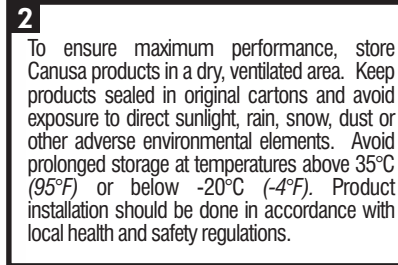 2
To ensure maximum performance, store
Canusa products in a dry, ventilated area. Keep
products sealed in original cartons and avoid
exposure to direct sunlight, rain, snow, dust or
other adverse environmental elements. Avoid
prolonged storage at temperatures above 35°C
(95°F) or below -20°C (-4°F). Product
installation should be done in accordance with
local health and safety regulations.